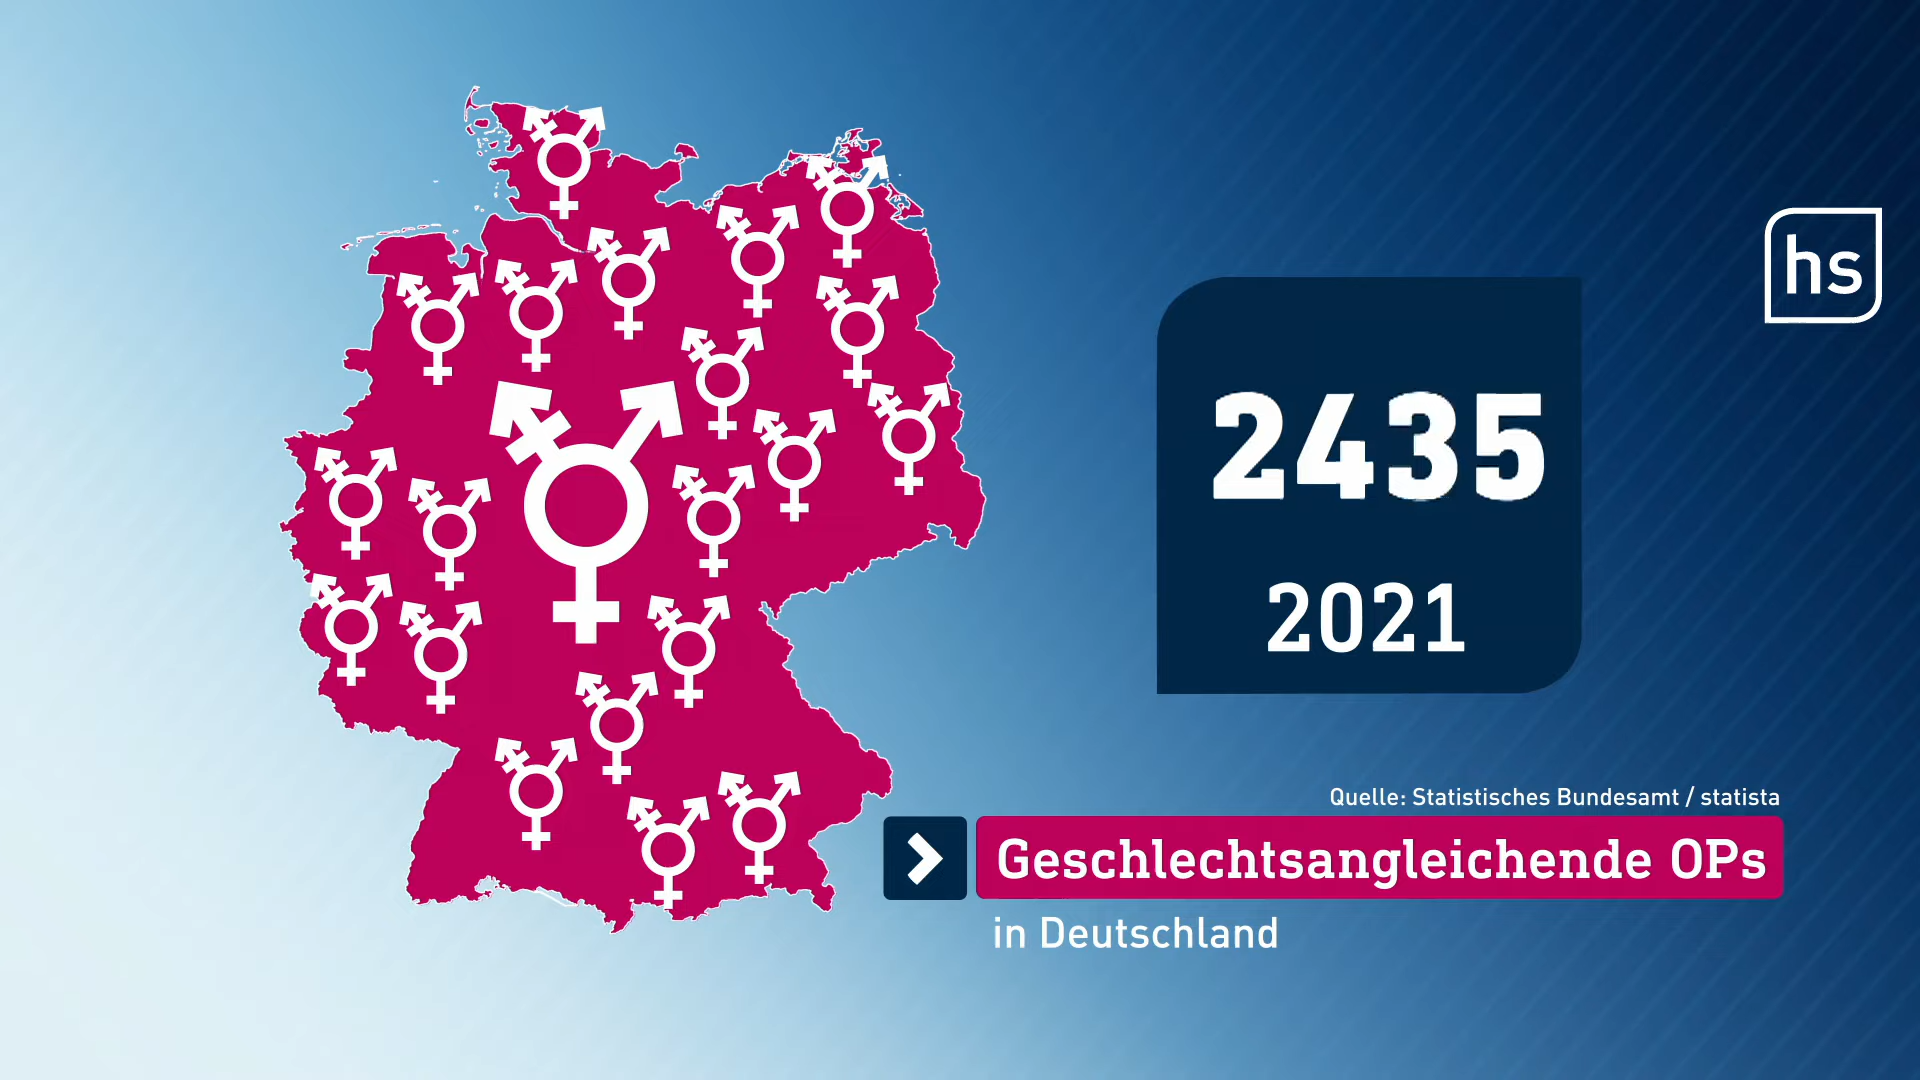 hs
2435
2021
Quelle: Statistisches Bundesamt / statista
Geschlechtsangleichende OPs
in Deutschland